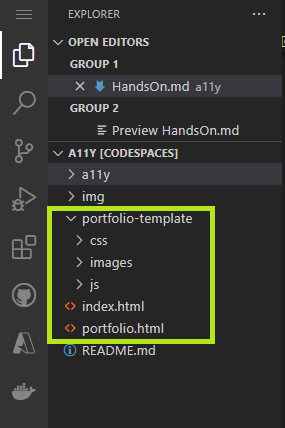 EXPLORER
OPEN EDITORS
GROUP 1
HandsOn.md a11y
GROUP 2
Preview HandsOn.md
A11Y [CODESPACES]
a11y
img
portfolio-template
css
images
js
index.html
portfolio.html
README.md